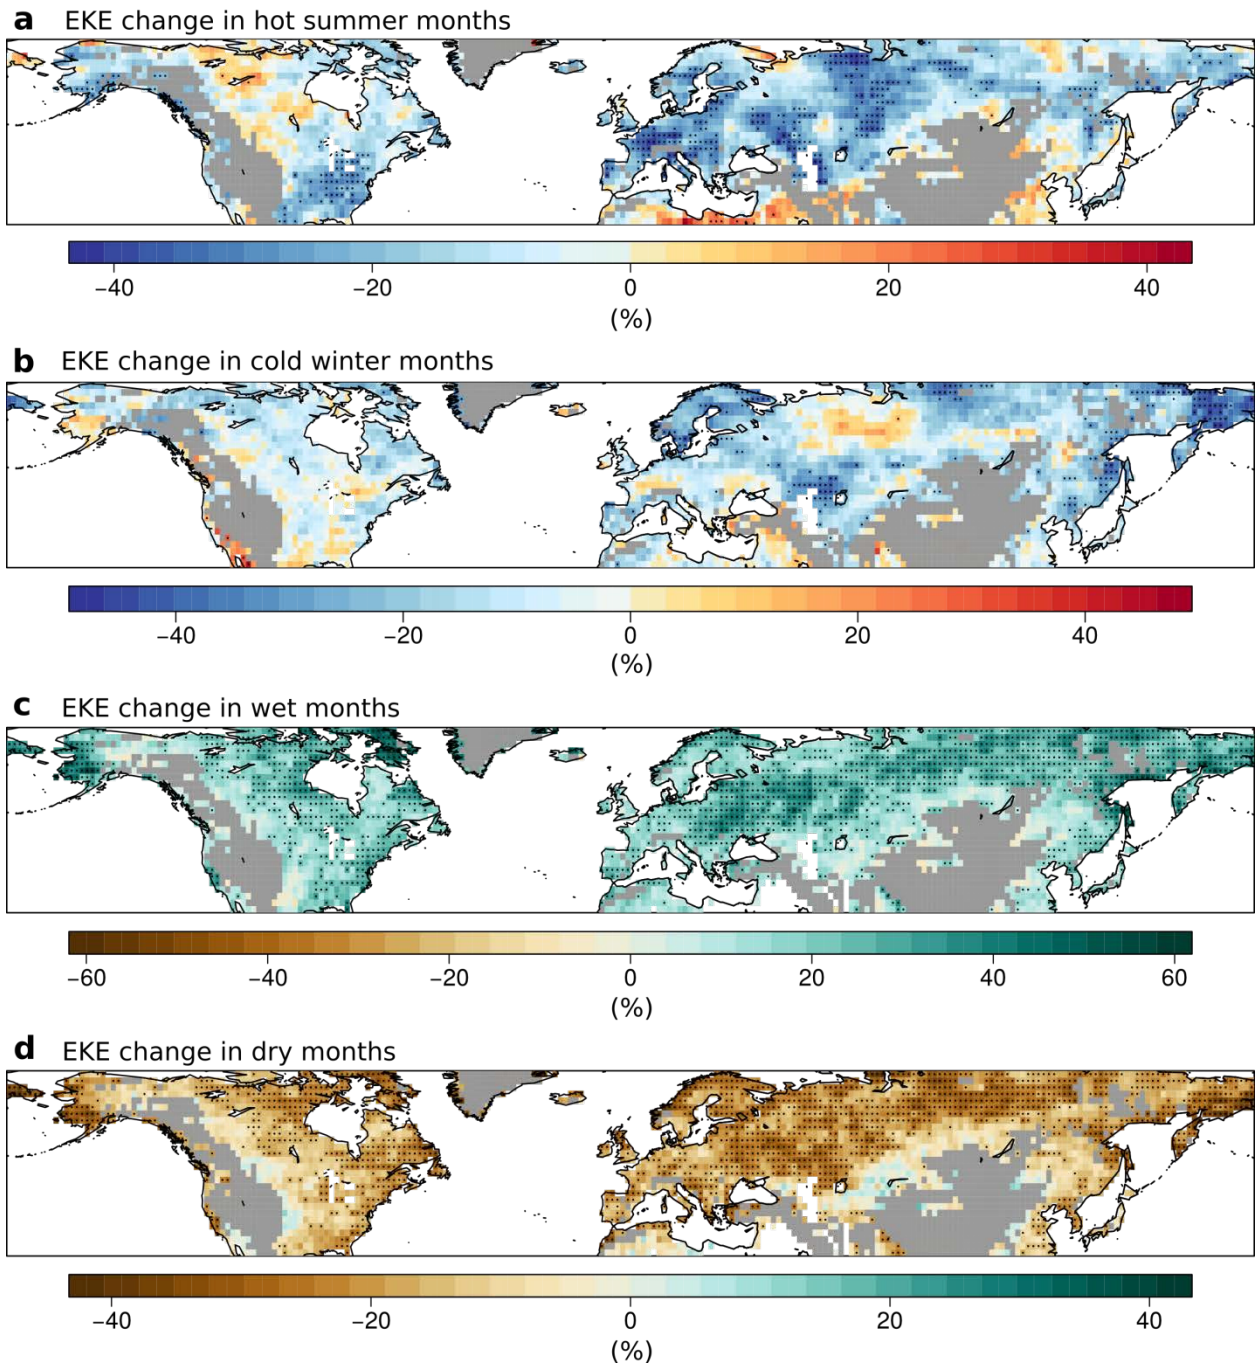 a EKE change in hot summer months
−40 −20 0 20 40
(%)
b EKE change in cold winter months
−40 −20 0 20 40
(%)
c EKE change in wet months
−60 −40 −20 0 20 40 60
(%)
d EKE change in dry months
−40 −20 0 20 40
(%)